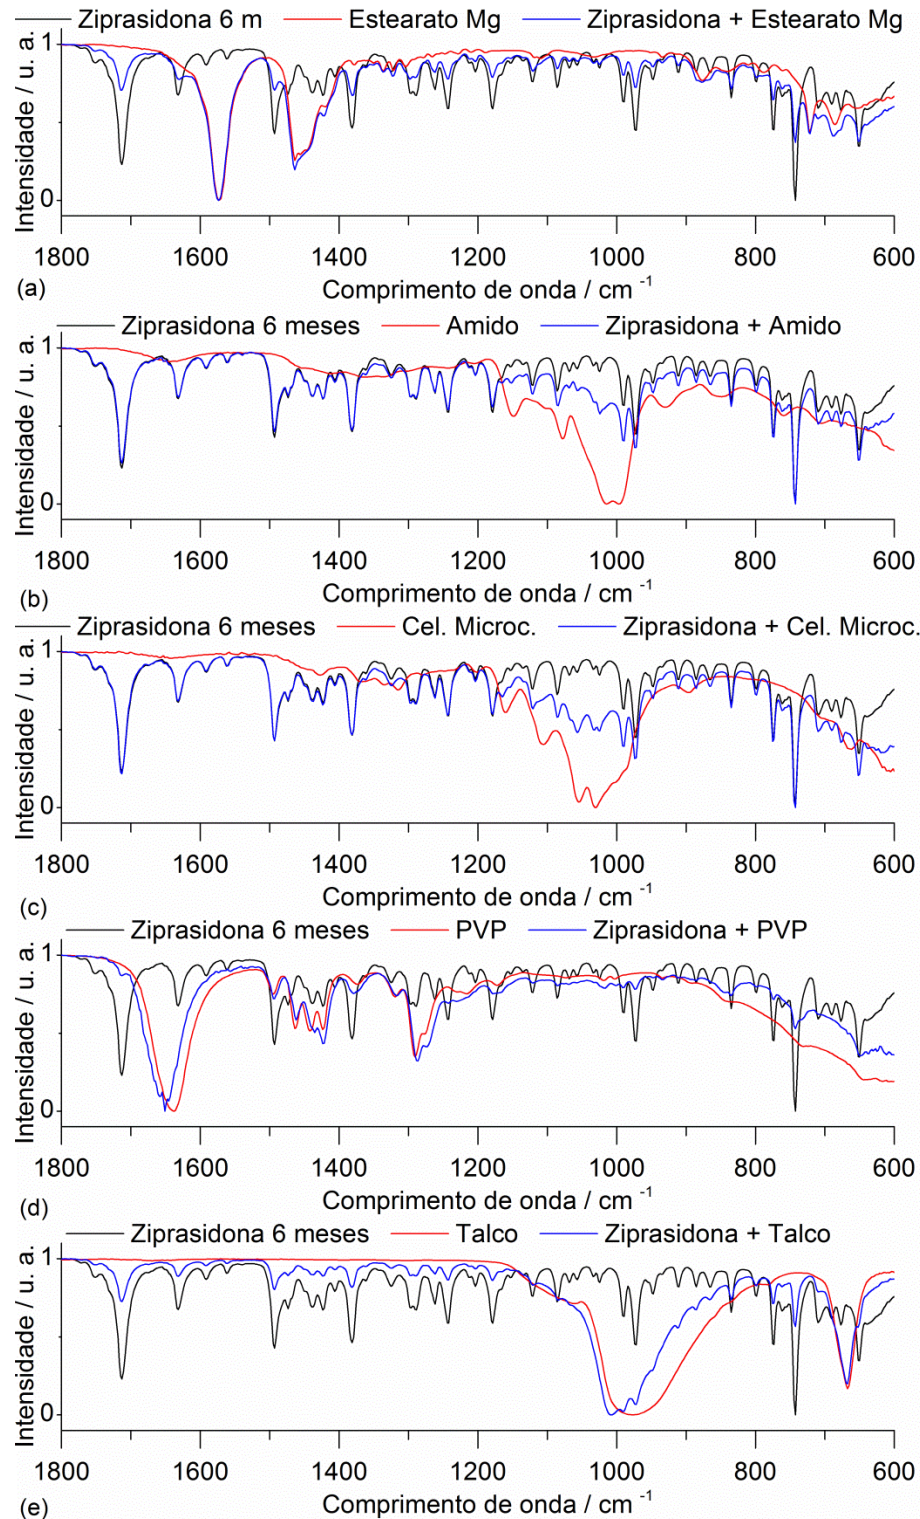 Ziprasidona 6 m Estearato Mg Ziprasidona + Estearato Mg
Intensidade / u. a.
1
0
1800 1600 1400 1200 1000 800 600
Comprimento de onda / cm -1
(a)
Ziprasidona 6 meses Amido Ziprasidona + Amido
Intensidade / u. a.
1
0
1800 1600 1400 1200 1000 800 600
Comprimento de onda / cm -1
(b)
Ziprasidona 6 meses Cel. Microc. Ziprasidona + Cel. Microc.
Intensidade / u. a.
1
0
1800 1600 1400 1200 1000 800 600
Comprimento de onda / cm -1
(c)
Ziprasidona 6 meses PVP Ziprasidona + PVP
Intensidade / u. a.
1
0
1800 1600 1400 1200 1000 800 600
Comprimento de onda / cm -1
(d)
Ziprasidona 6 meses Talco Ziprasidona + Talco
Intensidade / u. a.
1
0
1800 1600 1400 1200 1000 800 600
Comprimento de onda / cm -1
(e)